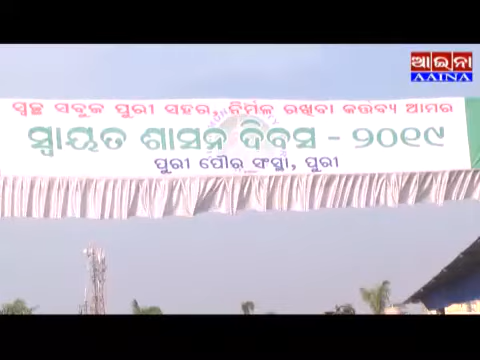 ଆଇନା
AAINA
ସ୍ୱଚ୍ଛ ସବୁଜ ପୁରୀ ସହର, ନିର୍ମଳ ରଖିବା କର୍ତ୍ତବ୍ୟ ଆମର
ସ୍ୱାୟତ ଶାସନ ଦିବସ - ୨୦୧୯
ପୁରୀ ପୌର ସଂସ୍ଥା, ପୁରୀ